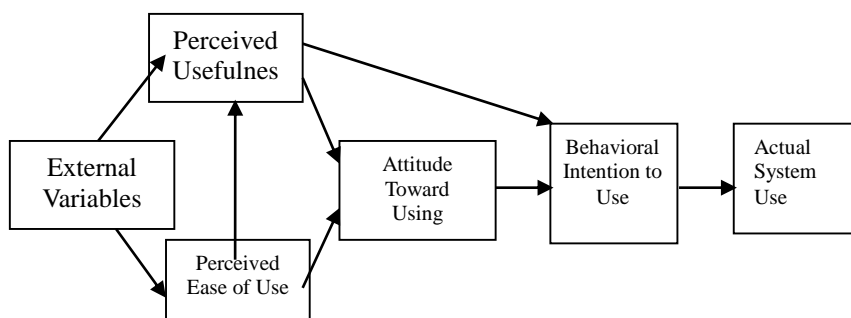 Perceived
Usefulnes
External
Variables
Attitude
Toward
Using
Perceived
Ease of Use
Behavioral
Intention to
Use
Actual
System
Use